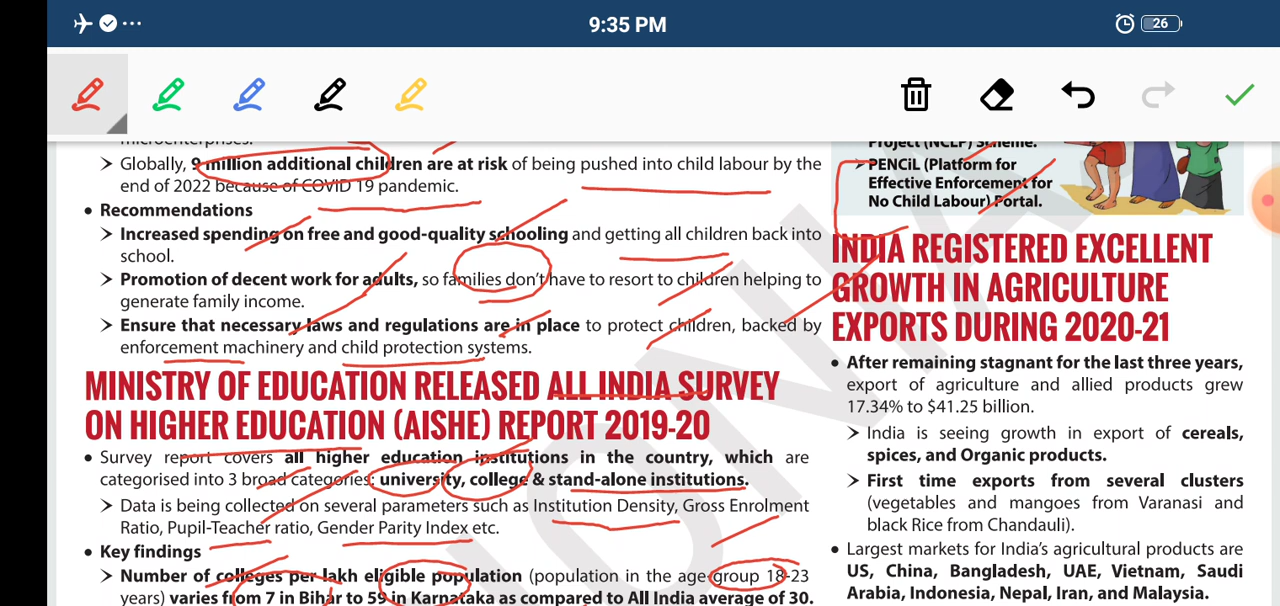 9:35 PM
26
microenterprises.
➢ Globally, 9 million additional children are at risk of being pushed into child labour by the
end of 2022 because of COVID 19 pandemic.
• Recommendations
➢ Increased spending on free and good-quality schooling and getting all children back into
school.
➢ Promotion of decent work for adults, so families don't have to resort to children helping to
generate family income.
➢ Ensure that necessary laws and regulations are in place to protect children, backed by
enforcement machinery and child protection systems.
MINISTRY OF EDUCATION RELEASED ALL INDIA SURVEY
ON HIGHER EDUCATION (AISHE) REPORT 2019-20
• Survey report covers all higher education institutions in the country, which are
categorised into 3 broad categories: university, college & stand-alone institutions.
➢ Data is being collected on several parameters such as Institution Density, Gross Enrolment
Ratio, Pupil-Teacher ratio, Gender Parity Index etc.
• Key findings
➢ Number of colleges per lakh eligible population (population in the age group 18-23
years) varies from 7 in Bihar to 59 in Karnataka as compared to All India average of 30.
Project (NCLP) Scheme.
➢ PENCiL (Platform for
Effective Enforcement for
No Child Labour) Portal.
INDIA REGISTERED EXCELLENT
GROWTH IN AGRICULTURE
EXPORTS DURING 2020-21
• After remaining stagnant for the last three years,
export of agriculture and allied products grew
17.34% to $41.25 billion.
➢ India is seeing growth in export of cereals,
spices, and Organic products.
➢ First time exports from several clusters
(vegetables and mangoes from Varanasi and
black Rice from Chandauli).
• Largest markets for India's agricultural products are
US, China, Bangladesh, UAE, Vietnam, Saudi
Arabia, Indonesia, Nepal, Iran, and Malaysia.